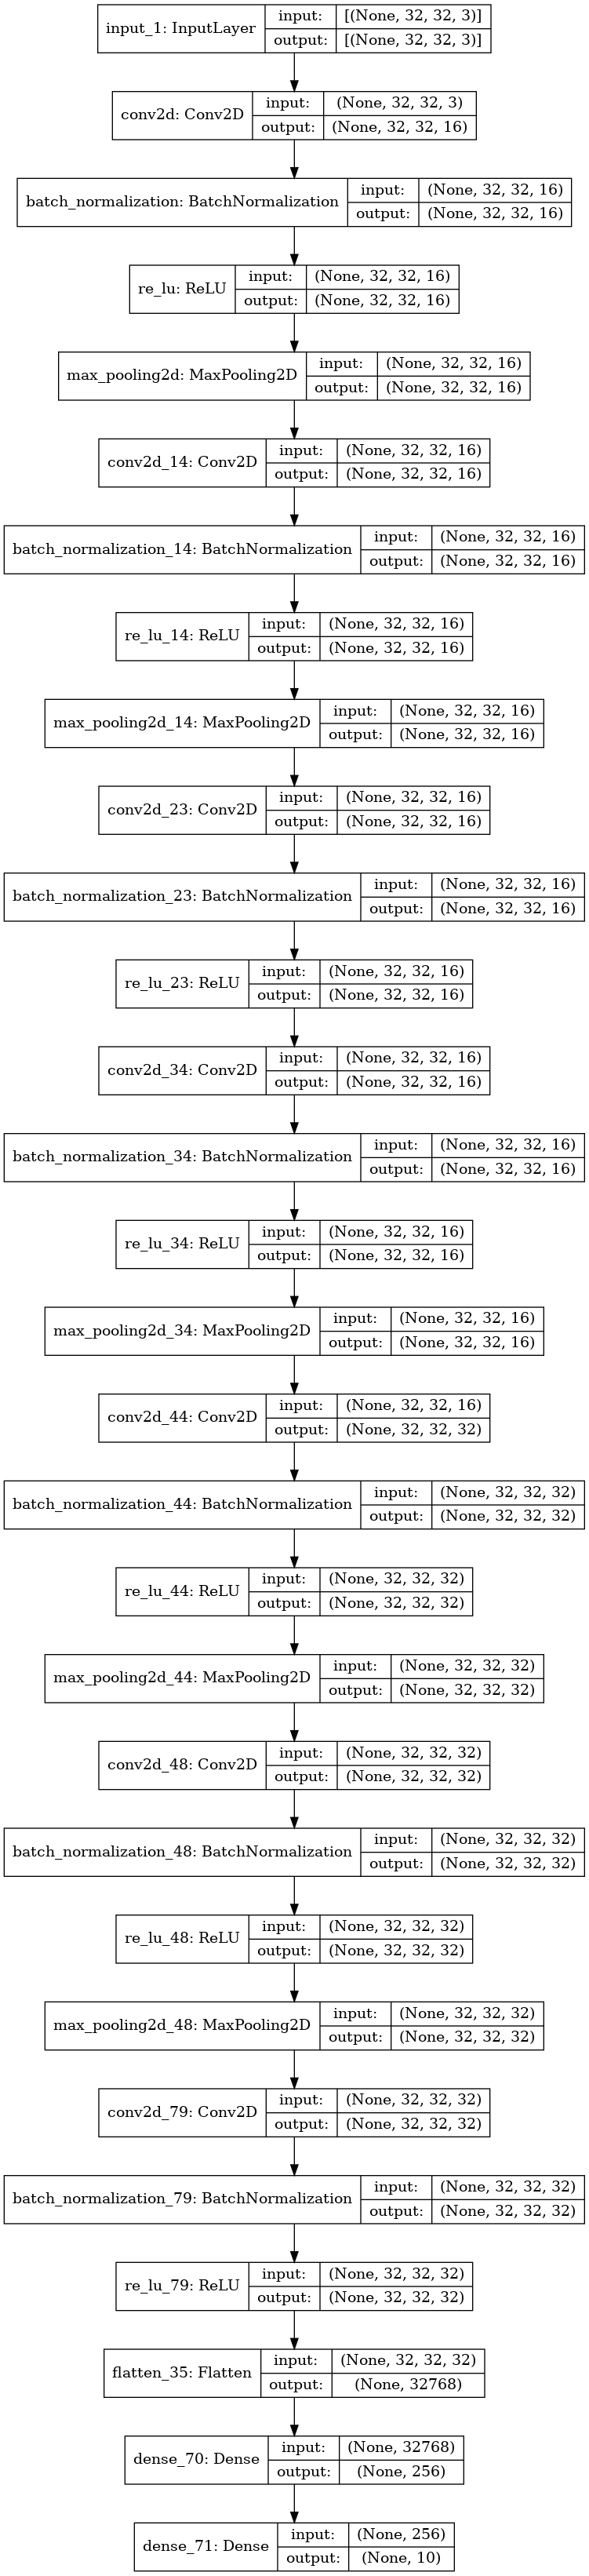 input_1: InputLayer
input: [(None, 32, 32, 3)]
output: [(None, 32, 32, 3)]
conv2d: Conv2D
input: (None, 32, 32, 3)
output: (None, 32, 32, 16)
batch_normalization: BatchNormalization
input: (None, 32, 32, 16)
output: (None, 32, 32, 16)
re_lu: ReLU
input: (None, 32, 32, 16)
output: (None, 32, 32, 16)
max_pooling2d: MaxPooling2D
input: (None, 32, 32, 16)
output: (None, 32, 32, 16)
conv2d_14: Conv2D
input: (None, 32, 32, 16)
output: (None, 32, 32, 16)
batch_normalization_14: BatchNormalization
input: (None, 32, 32, 16)
output: (None, 32, 32, 16)
re_lu_14: ReLU
input: (None, 32, 32, 16)
output: (None, 32, 32, 16)
max_pooling2d_14: MaxPooling2D
input: (None, 32, 32, 16)
output: (None, 32, 32, 16)
conv2d_23: Conv2D
input: (None, 32, 32, 16)
output: (None, 32, 32, 16)
batch_normalization_23: BatchNormalization
input: (None, 32, 32, 16)
output: (None, 32, 32, 16)
re_lu_23: ReLU
input: (None, 32, 32, 16)
output: (None, 32, 32, 16)
conv2d_34: Conv2D
input: (None, 32, 32, 16)
output: (None, 32, 32, 16)
batch_normalization_34: BatchNormalization
input: (None, 32, 32, 16)
output: (None, 32, 32, 16)
re_lu_34: ReLU
input: (None, 32, 32, 16)
output: (None, 32, 32, 16)
max_pooling2d_34: MaxPooling2D
input: (None, 32, 32, 16)
output: (None, 32, 32, 16)
conv2d_44: Conv2D
input: (None, 32, 32, 16)
output: (None, 32, 32, 32)
batch_normalization_44: BatchNormalization
input: (None, 32, 32, 32)
output: (None, 32, 32, 32)
re_lu_44: ReLU
input: (None, 32, 32, 32)
output: (None, 32, 32, 32)
max_pooling2d_44: MaxPooling2D
input: (None, 32, 32, 32)
output: (None, 32, 32, 32)
conv2d_48: Conv2D
input: (None, 32, 32, 32)
output: (None, 32, 32, 32)
batch_normalization_48: BatchNormalization
input: (None, 32, 32, 32)
output: (None, 32, 32, 32)
re_lu_48: ReLU
input: (None, 32, 32, 32)
output: (None, 32, 32, 32)
max_pooling2d_48: MaxPooling2D
input: (None, 32, 32, 32)
output: (None, 32, 32, 32)
conv2d_79: Conv2D
input: (None, 32, 32, 32)
output: (None, 32, 32, 32)
batch_normalization_79: BatchNormalization
input: (None, 32, 32, 32)
output: (None, 32, 32, 32)
re_lu_79: ReLU
input: (None, 32, 32, 32)
output: (None, 32, 32, 32)
flatten_35: Flatten
input: (None, 32, 32, 32)
output: (None, 32768)
dense_70: Dense
input: (None, 32768)
output: (None, 256)
dense_71: Dense
input: (None, 256)
output: (None, 10)